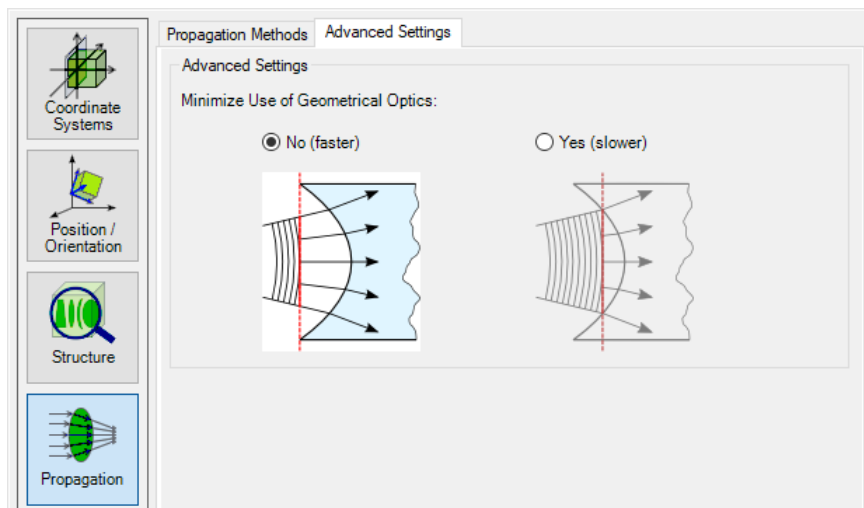 Coordinate
Systems
Position /
Orientation
Structure
Propagation
Propagation Methods
Advanced Settings
Advanced Settings
Minimize Use of Geometrical Optics:
No (faster)
Yes (slower)